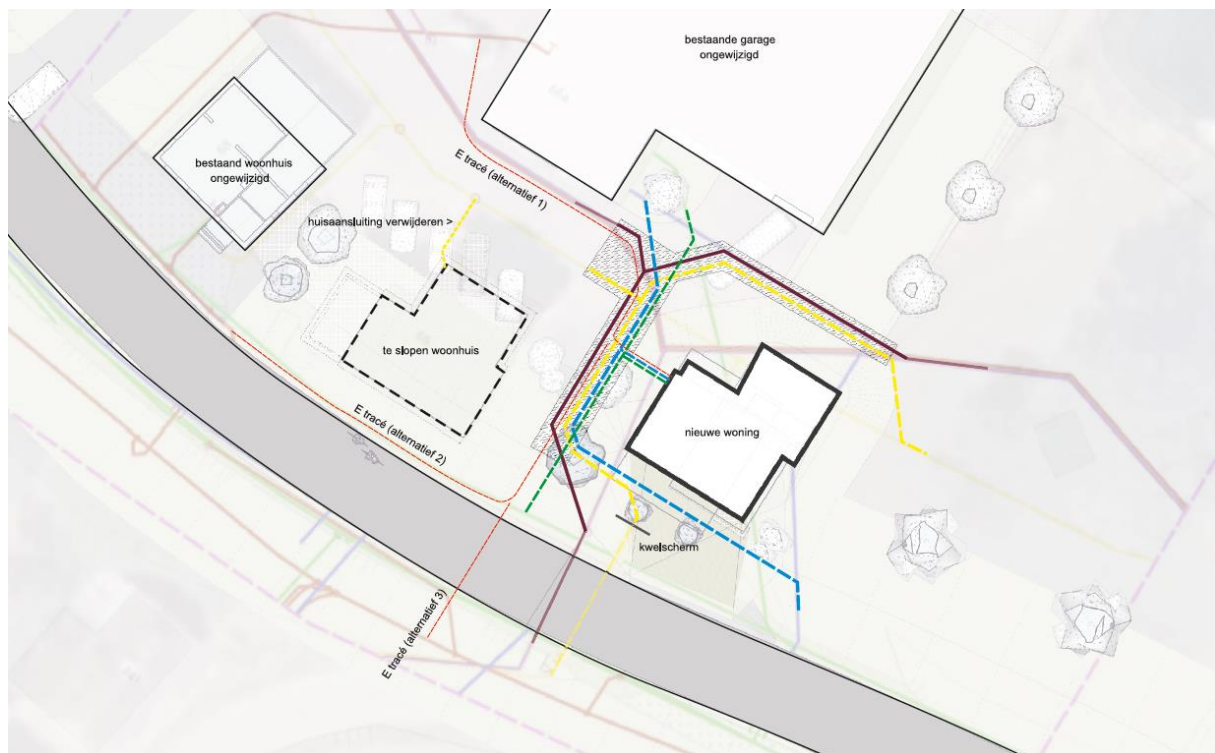 bestaande garage
ongewijzigd
bestaand woonhuis
ongewijzigd
E tracé (alternatief 1)
huisaansluiting verwijderen >
te slopen woonhuis
E tracé (alternatief 2)
nieuwe woning
kwelscherm
E tracé (alternatief 3)